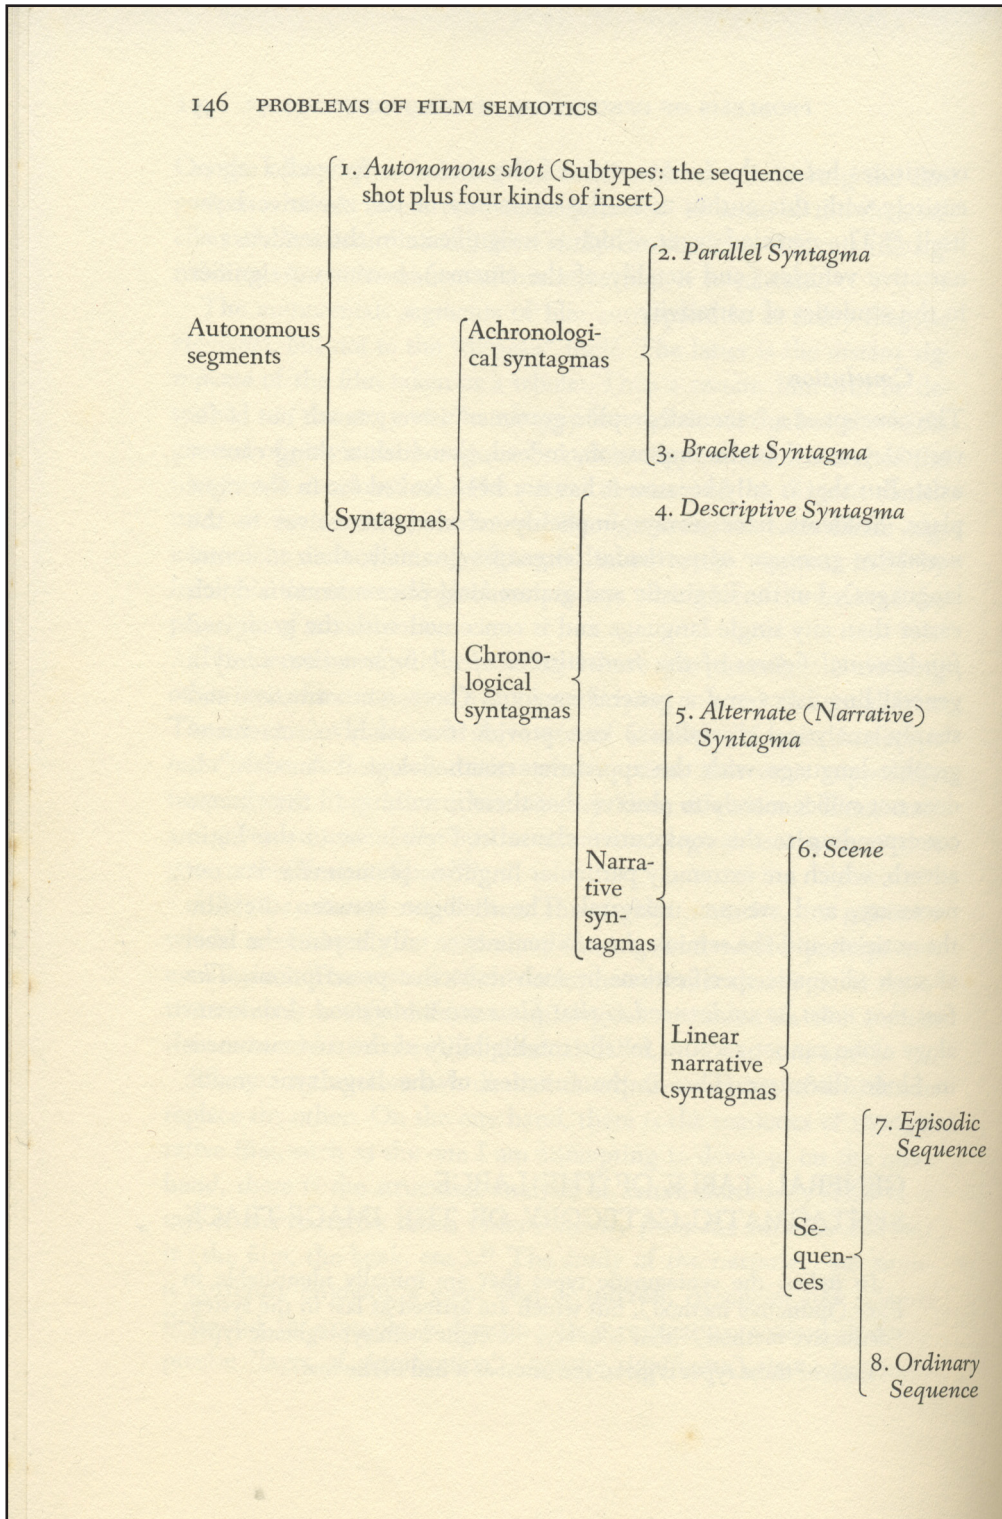 146 PROBLEMS OF FILM SEMIOTICS
1. Autonomous shot (Subtypes: the sequence
shot plus four kinds of insert)
2. Parallel Syntagma
Autonomous
segments
Achronologi-
cal syntagmas
3. Bracket Syntagma
Syntagmas
4. Descriptive Syntagma
Chrono-
logical
syntagmas
5. Alternate (Narrative)
Syntagma
Narra-
tive
syn-
tagmas
6. Scene
Linear
narrative
syntagmas
7. Episodic
Sequence
Se-
quen-
ces
8. Ordinary
Sequence